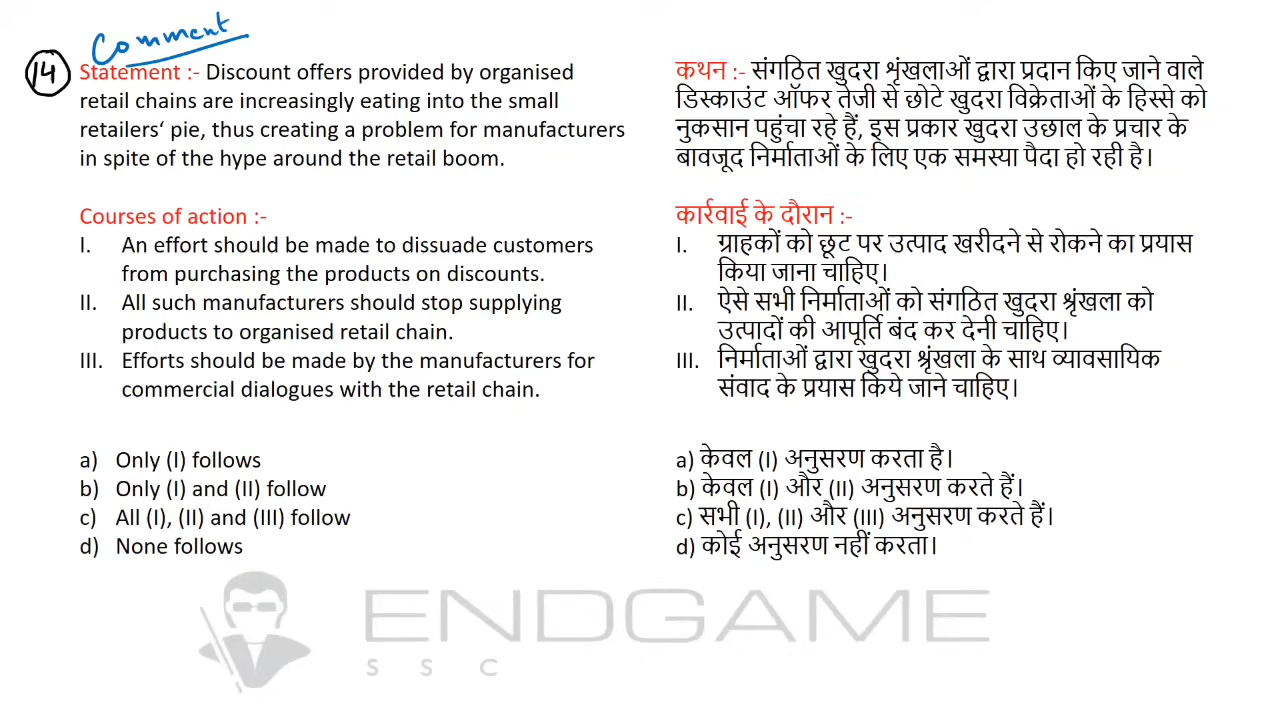 Comment
14
Statement :- Discount offers provided by organised
retail chains are increasingly eating into the small
retailers‘ pie, thus creating a problem for manufacturers
in spite of the hype around the retail boom.
Courses of action :-
I. An effort should be made to dissuade customers
from purchasing the products on discounts.
II. All such manufacturers should stop supplying
products to organised retail chain.
III. Efforts should be made by the manufacturers for
commercial dialogues with the retail chain.
a) Only (I) follows
b) Only (I) and (II) follow
c) All (I), (II) and (III) follow
d) None follows
कथन :- संगठित खुदरा शृंखलाओं द्वारा प्रदान किए जाने वाले
डिस्काउंट ऑफर तेजी से छोटे खुदरा विक्रेताओं के हिस्से को
नुकसान पहुंचा रहे हैं, इस प्रकार खुदरा उछाल के प्रचार के
बावजूद निर्माताओं के लिए एक समस्या पैदा हो रही है।
कार्रवाई के दौरान :-
I. ग्राहकों को छूट पर उत्पाद खरीदने से रोकने का प्रयास
किया जाना चाहिए।
II. ऐसे सभी निर्माताओं को संगठित खुदरा श्रृंखला को
उत्पादों की आपूर्ति बंद कर देनी चाहिए।
III. निर्माताओं द्वारा खुदरा श्रृंखला के साथ व्यावसायिक
संवाद के प्रयास किये जाने चाहिए।
a) केवल (I) अनुसरण करता है।
b) केवल (I) और (II) अनुसरण करते हैं।
c) सभी (I), (II) और (III) अनुसरण करते हैं।
d) कोई अनुसरण नहीं करता।
ENDGAME
SSC